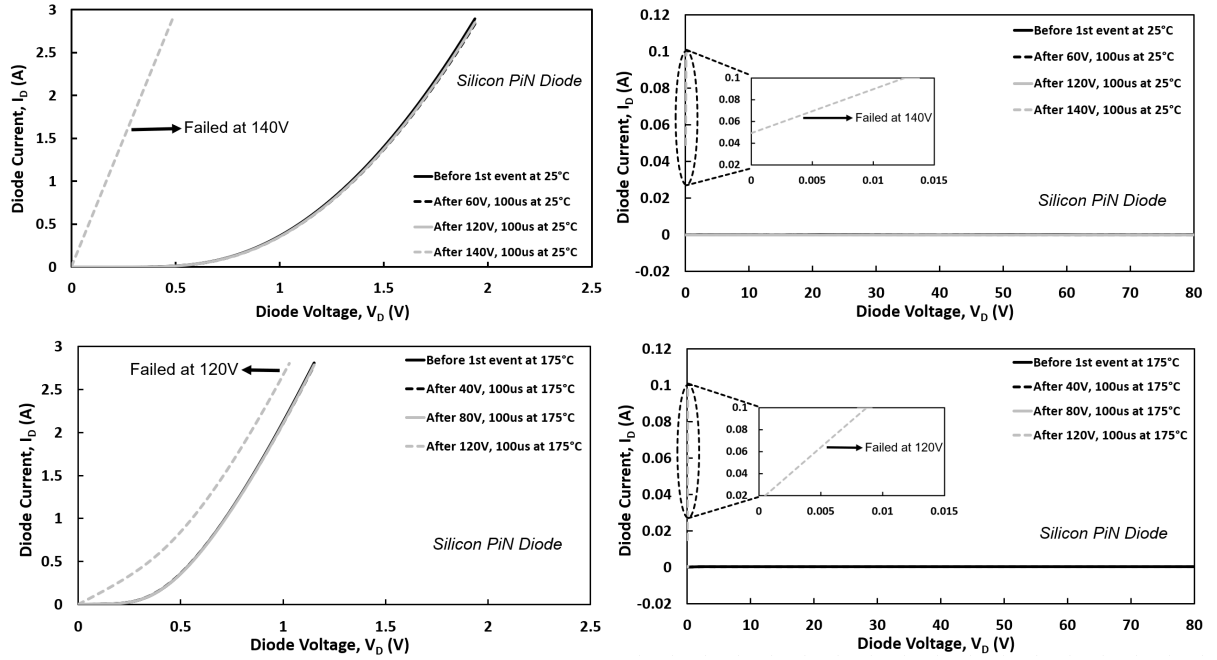 3
2.5
2
1.5
1
0.5
0
Diode Current, I_D (A)
Silicon PiN Diode
Failed at 140V
Before 1st event at 25°C
After 60V, 100us at 25°C
After 120V, 100us at 25°C
After 140V, 100us at 25°C
0 0.5 1 1.5 2 2.5
Diode Voltage, V_D (V)
0.12
0.1
0.08
0.06
0.04
0.02
0
-0.02
Diode Current, I_D (A)
Before 1st event at 25°C
After 60V, 100us at 25°C
After 120V, 100us at 25°C
After 140V, 100us at 25°C
0.1
0.08
0.06
0.04
0.02
Failed at 140V
0 0.005 0.01 0.015
Silicon PiN Diode
0 10 20 30 40 50 60 70 80
Diode Voltage, V_D (V)
3
2.5
2
1.5
1
0.5
0
Diode Current, I_D (A)
Failed at 120V
Before 1st event at 175°C
After 40V, 100us at 175°C
After 80V, 100us at 175°C
After 120V, 100us at 175°C
Silicon PiN Diode
0 0.5 1 1.5 2 2.5
Diode Voltage, V_D (V)
0.12
0.1
0.08
0.06
0.04
0.02
0
-0.02
Diode Current, I_D (A)
Before 1st event at 175°C
After 40V, 100us at 175°C
After 80V, 100us at 175°C
After 120V, 100us at 175°C
0.1
0.08
0.06
0.04
0.02
Failed at 120V
0 0.005 0.01 0.015
Silicon PiN Diode
0 10 20 30 40 50 60 70 80
Diode Voltage, V_D (V)